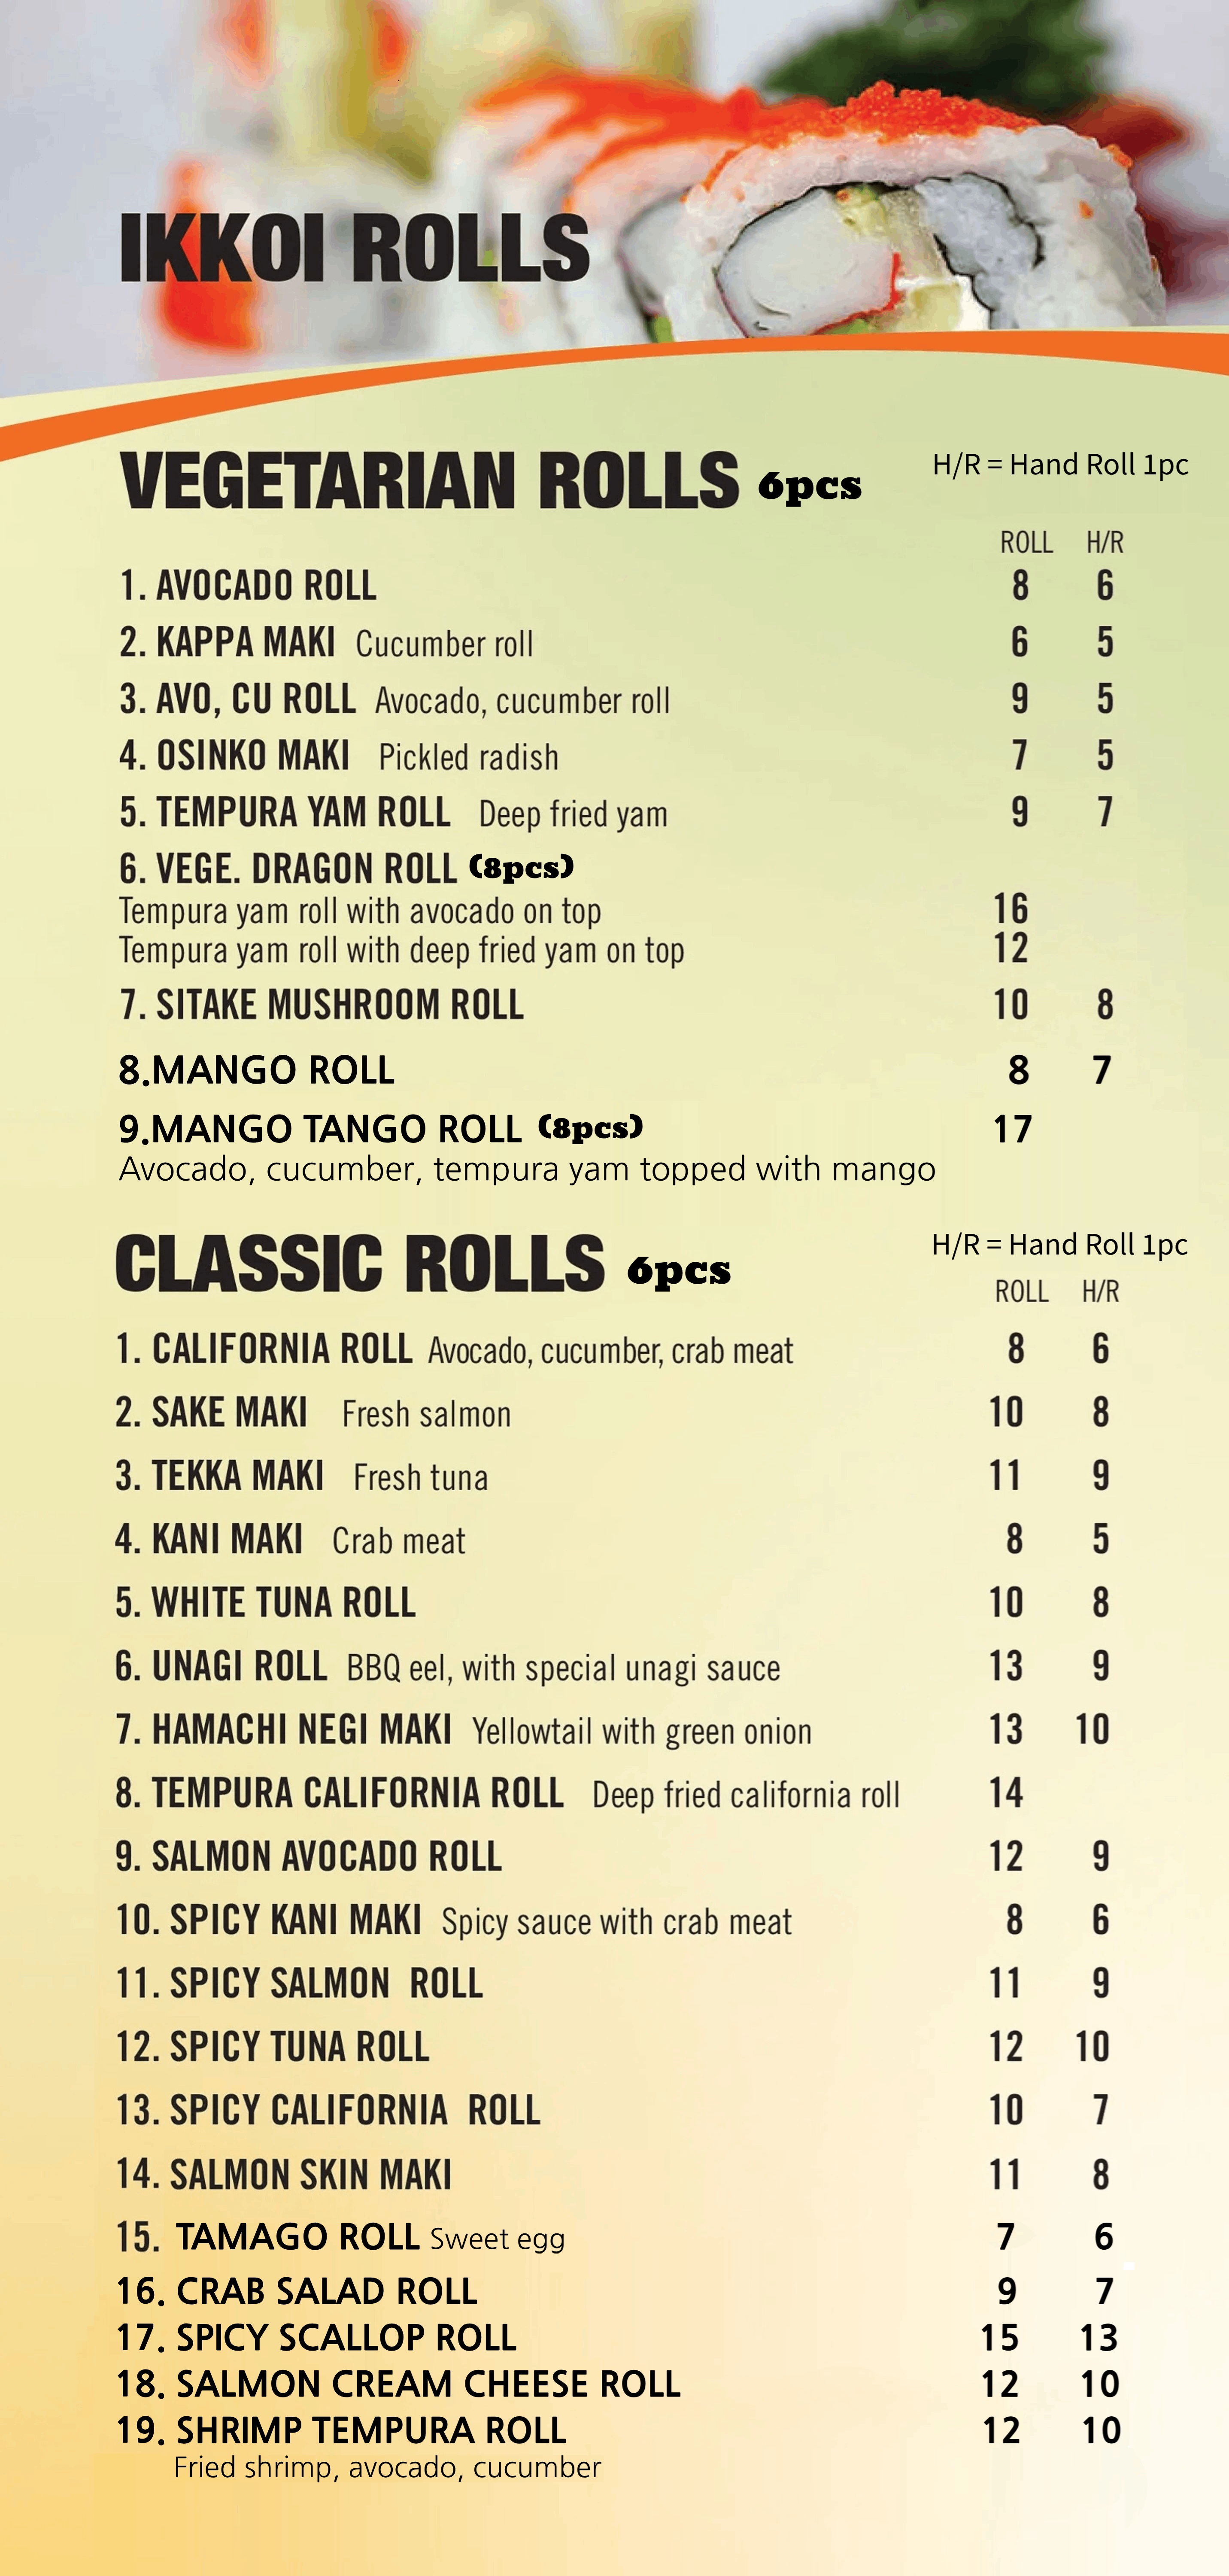 IKKOI ROLLS
VEGETARIAN ROLLS 6pcs H/R = Hand Roll 1pc
ROLL H/R
1. AVOCADO ROLL 8 6
2. KAPPA MAKI Cucumber roll 6 5
3. AVO, CU ROLL Avocado, cucumber roll 9 5
4. OSINKO MAKI Pickled radish 7 5
5. TEMPURA YAM ROLL Deep fried yam 9 7
6. VEGE. DRAGON ROLL (8pcs)
Tempura yam roll with avocado on top 16
Tempura yam roll with deep fried yam on top 12
7. SITAKE MUSHROOM ROLL 10 8
8.MANGO ROLL 8 7
9.MANGO TANGO ROLL (8pcs) 17
Avocado, cucumber, tempura yam topped with mango
CLASSIC ROLLS 6pcs H/R = Hand Roll 1pc
ROLL H/R
1. CALIFORNIA ROLL Avocado, cucumber, crab meat 8 6
2. SAKE MAKI Fresh salmon 10 8
3. TEKKA MAKI Fresh tuna 11 9
4. KANI MAKI Crab meat 8 5
5. WHITE TUNA ROLL 10 8
6. UNAGI ROLL BBQ eel, with special unagi sauce 13 9
7. HAMACHI NEGI MAKI Yellowtail with green onion 13 10
8. TEMPURA CALIFORNIA ROLL Deep fried california roll 14
9. SALMON AVOCADO ROLL 12 9
10. SPICY KANI MAKI Spicy sauce with crab meat 8 6
11. SPICY SALMON ROLL 11 9
12. SPICY TUNA ROLL 12 10
13. SPICY CALIFORNIA ROLL 10 7
14. SALMON SKIN MAKI 11 8
15. TAMAGO ROLL Sweet egg 7 6
16. CRAB SALAD ROLL 9 7
17. SPICY SCALLOP ROLL 15 13
18. SALMON CREAM CHEESE ROLL 12 10
19. SHRIMP TEMPURA ROLL 12 10
Fried shrimp, avocado, cucumber